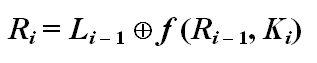 Rᵢ = Lᵢ₋₁ ⊕ f (Rᵢ₋₁, Kᵢ)